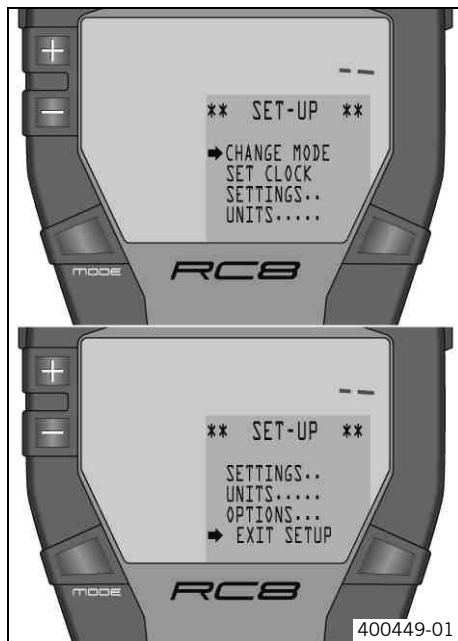 +
--
** SET-UP **
➡CHANGE MODE
SET CLOCK
SETTINGS..
UNITS.....
-
MODE
RC8
+
--
** SET-UP **
SETTINGS..
UNITS.....
OPTIONS...
➡ EXIT SETUP
-
MODE
RC8
400449-01